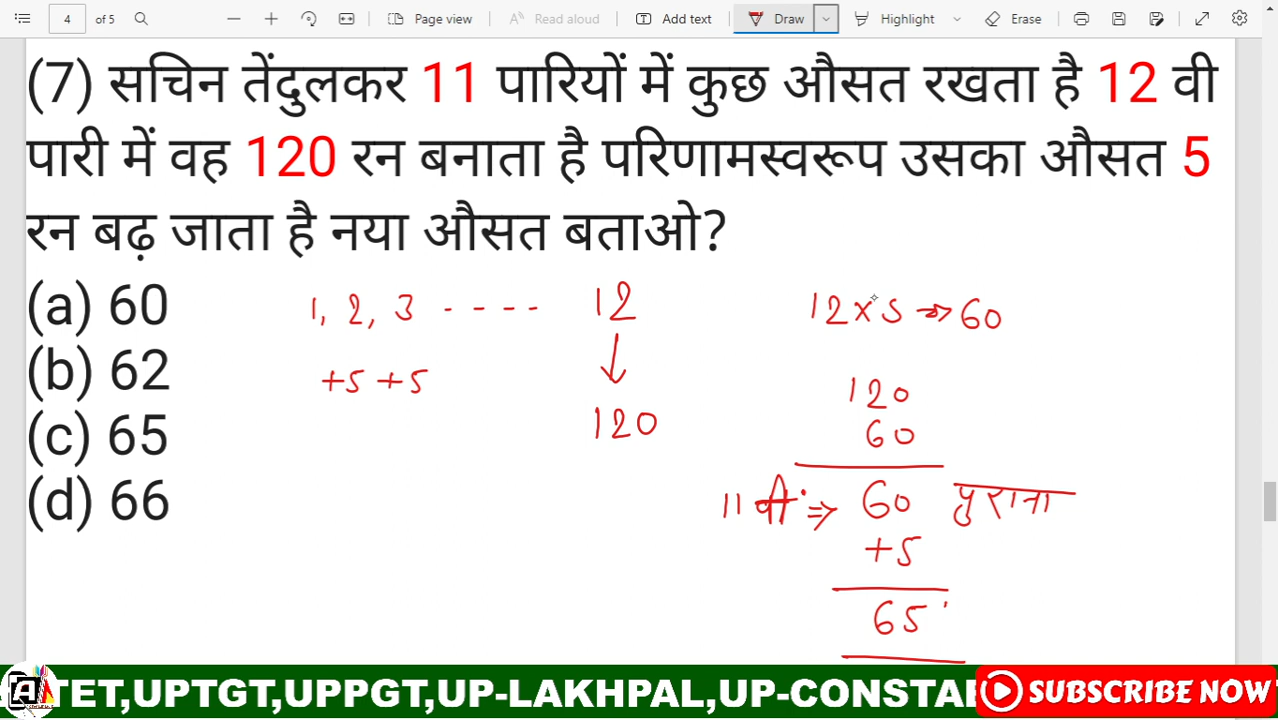 4 of 5 Page view Read aloud Add text Draw Highlight Erase
(7) सचिन तेंदुलकर 11 पारियों में कुछ औसत रखता है 12 वी
पारी में वह 120 रन बनाता है परिणामस्वरूप उसका औसत 5
रन बढ़ जाता है नया औसत बताओ?
(a) 60
(b) 62
(c) 65
(d) 66
1, 2, 3 ---- 12
+5 +5
120
12x5 → 60
120
60
11 वी ⇒ 60 पुराना
+5
65
TET,UPTGT,UPPGT,UP-LAKHPAL,UP-CONSTAB
SUBSCRIBE NOW